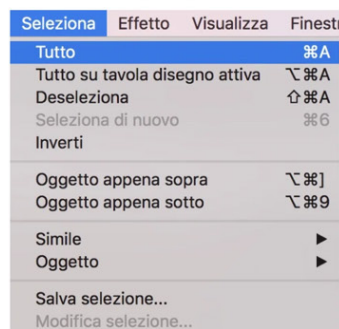 Seleziona Effetto Visualizza Finestr
Tutto ⌘A
Tutto su tavola disegno attiva ⌥⌘A
Deseleziona ⇧⌘A
Seleziona di nuovo ⌘6
Inverti
Oggetto appena sopra ⌥⌘]
Oggetto appena sotto ⌥⌘9
Simile ▶
Oggetto ▶
Salva selezione...
Modifica selezione...